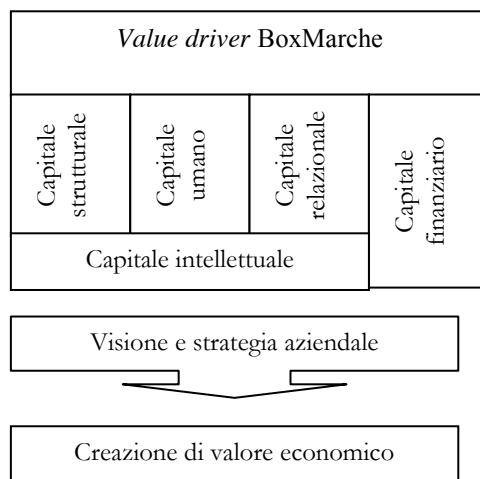 Value driver BoxMarche
Capitale
strutturale
Capitale
umano
Capitale
relazionale
Capitale
finanziario
Capitale intellettuale
Visione e strategia aziendale
Creazione di valore economico